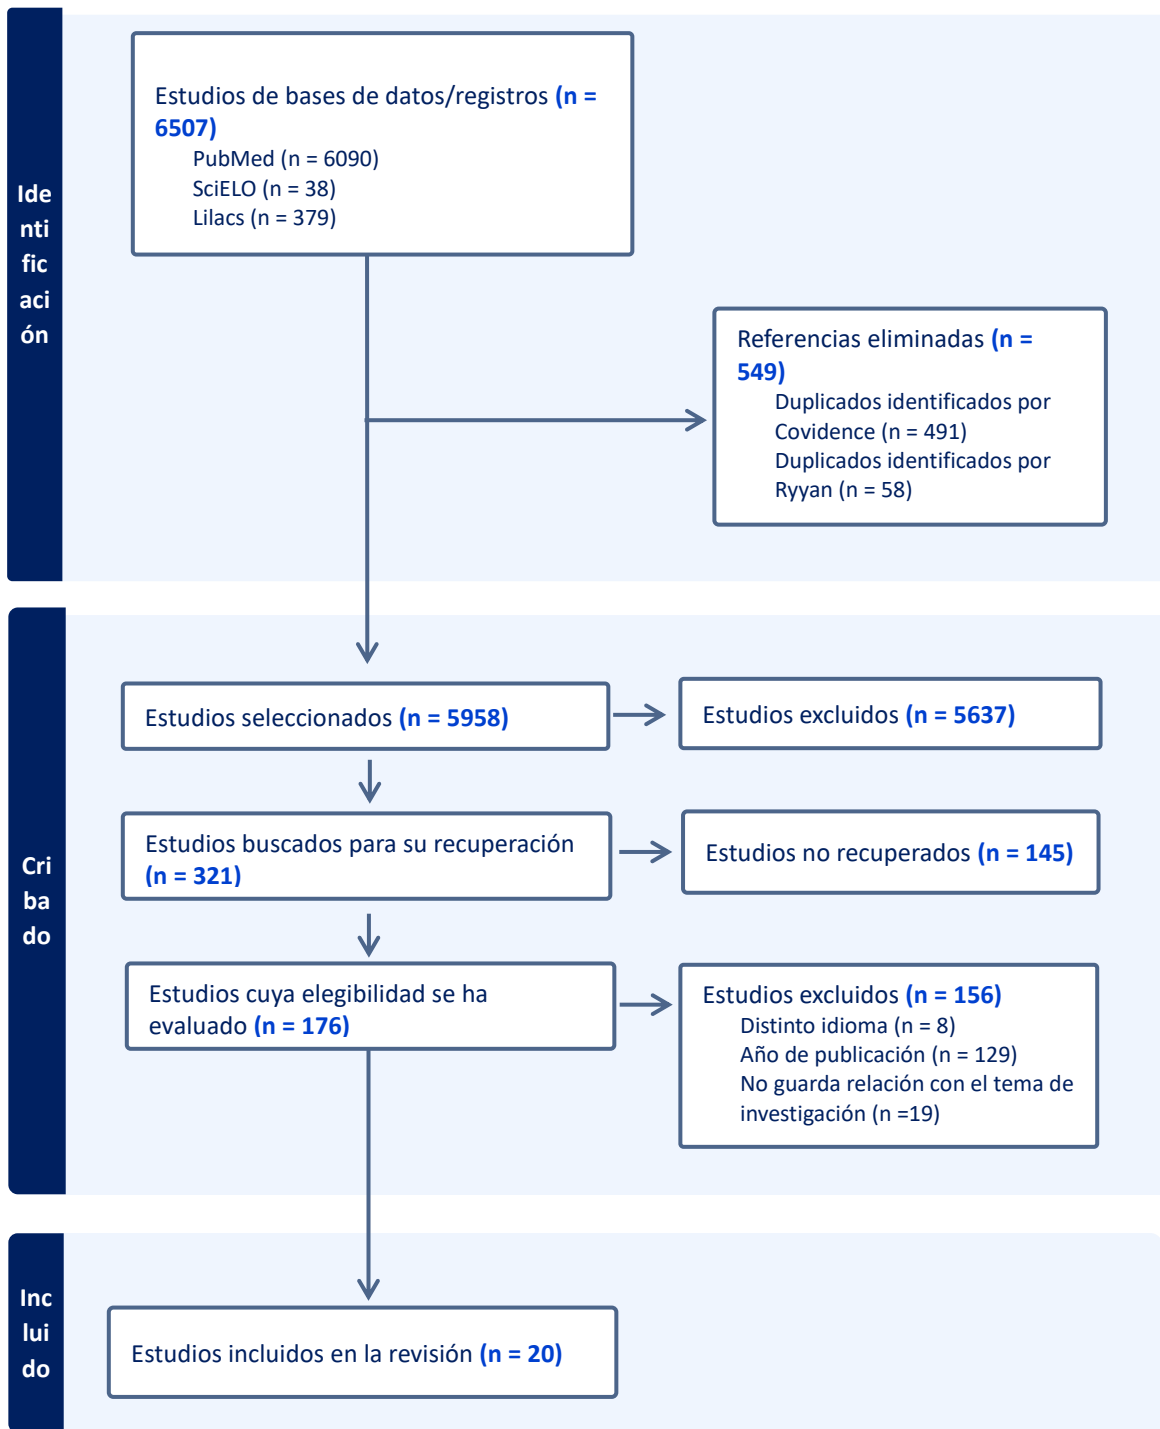 Ide
nti
fic
aci
ón
Estudios de bases de datos/registros (n =
6507)
PubMed (n = 6090)
SciELO (n = 38)
Lilacs (n = 379)
Referencias eliminadas (n =
549)
Duplicados identificados por
Covidence (n = 491)
Duplicados identificados por
Ryyan (n = 58)
Cri
ba
do
Estudios seleccionados (n = 5958)
Estudios excluidos (n = 5637)
Estudios buscados para su recuperación
(n = 321)
Estudios no recuperados (n = 145)
Estudios cuya elegibilidad se ha
evaluado (n = 176)
Estudios excluidos (n = 156)
Distinto idioma (n = 8)
Año de publicación (n = 129)
No guarda relación con el tema de
investigación (n =19)
Inc
lui
do
Estudios incluidos en la revisión (n = 20)